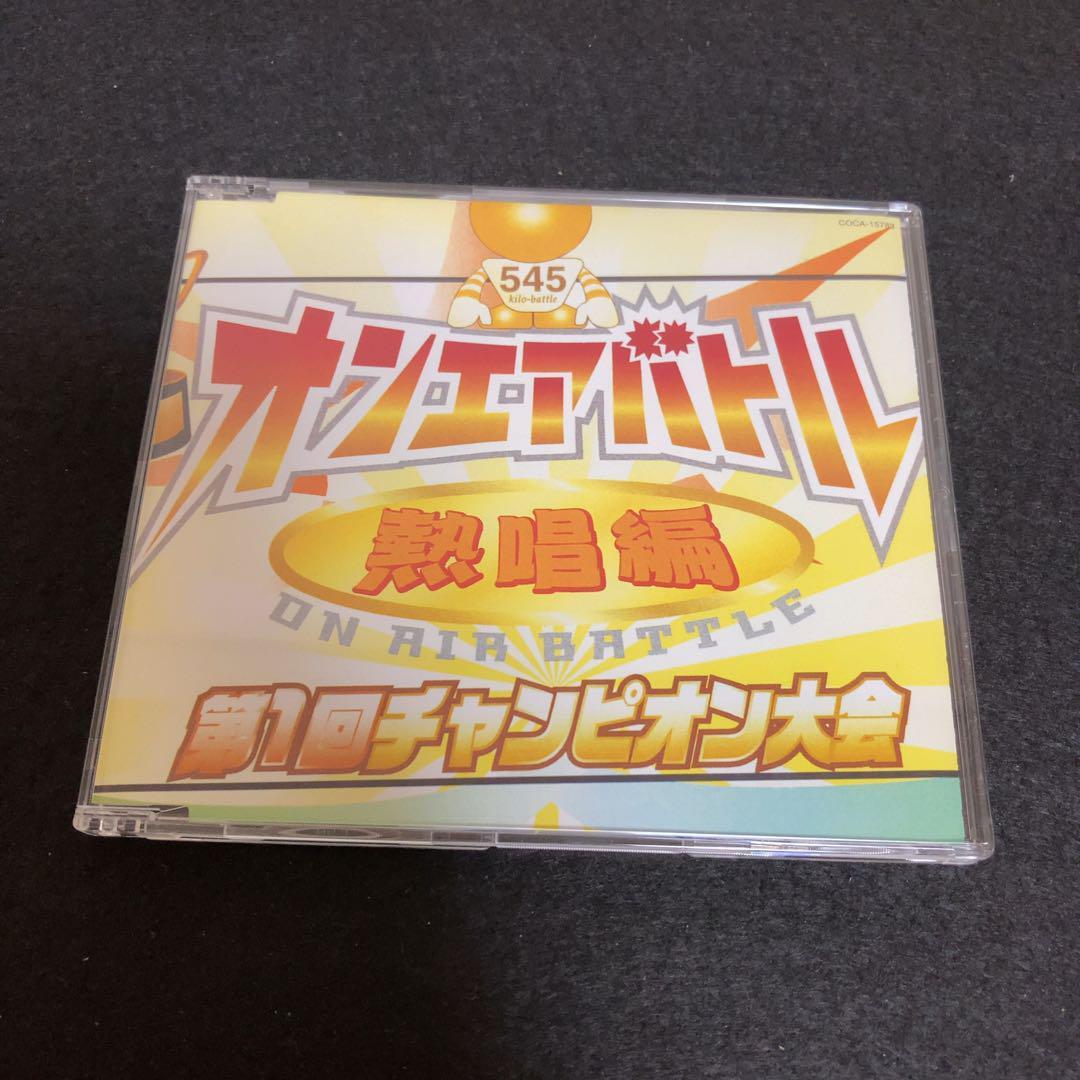 COCA-15783
545
kilo-battle
オンエアバトル
熱唱編
ON AIR BATTLE
第1回チャンピオン大会